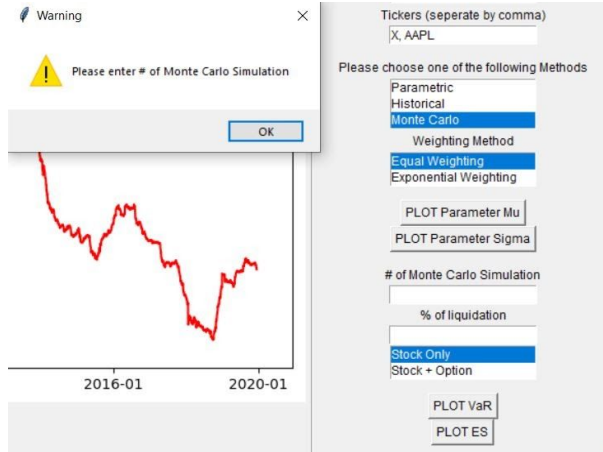 Warning
Please enter # of Monte Carlo Simulation
OK
2016-01
2020-01
Tickers (seperate by comma)
X, AAPL
Please choose one of the following Methods
Parametric
Historical
Monte Carlo
Weighting Method
Equal Weighting
Exponential Weighting
PLOT Parameter Mu
PLOT Parameter Sigma
# of Monte Carlo Simulation
% of liquidation
Stock Only
Stock + Option
PLOT VaR
PLOT ES